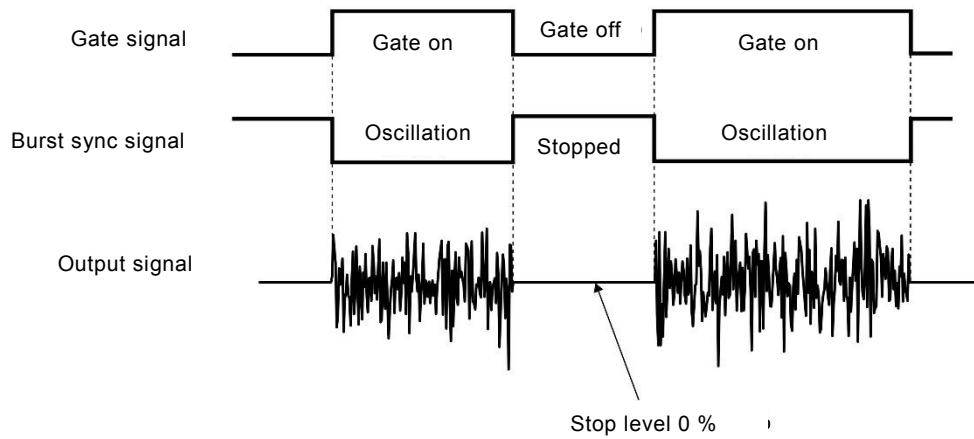 Gate signal
Gate on
Gate off
Gate on
Burst sync signal
Oscillation
Stopped
Oscillation
Output signal
Stop level 0 %